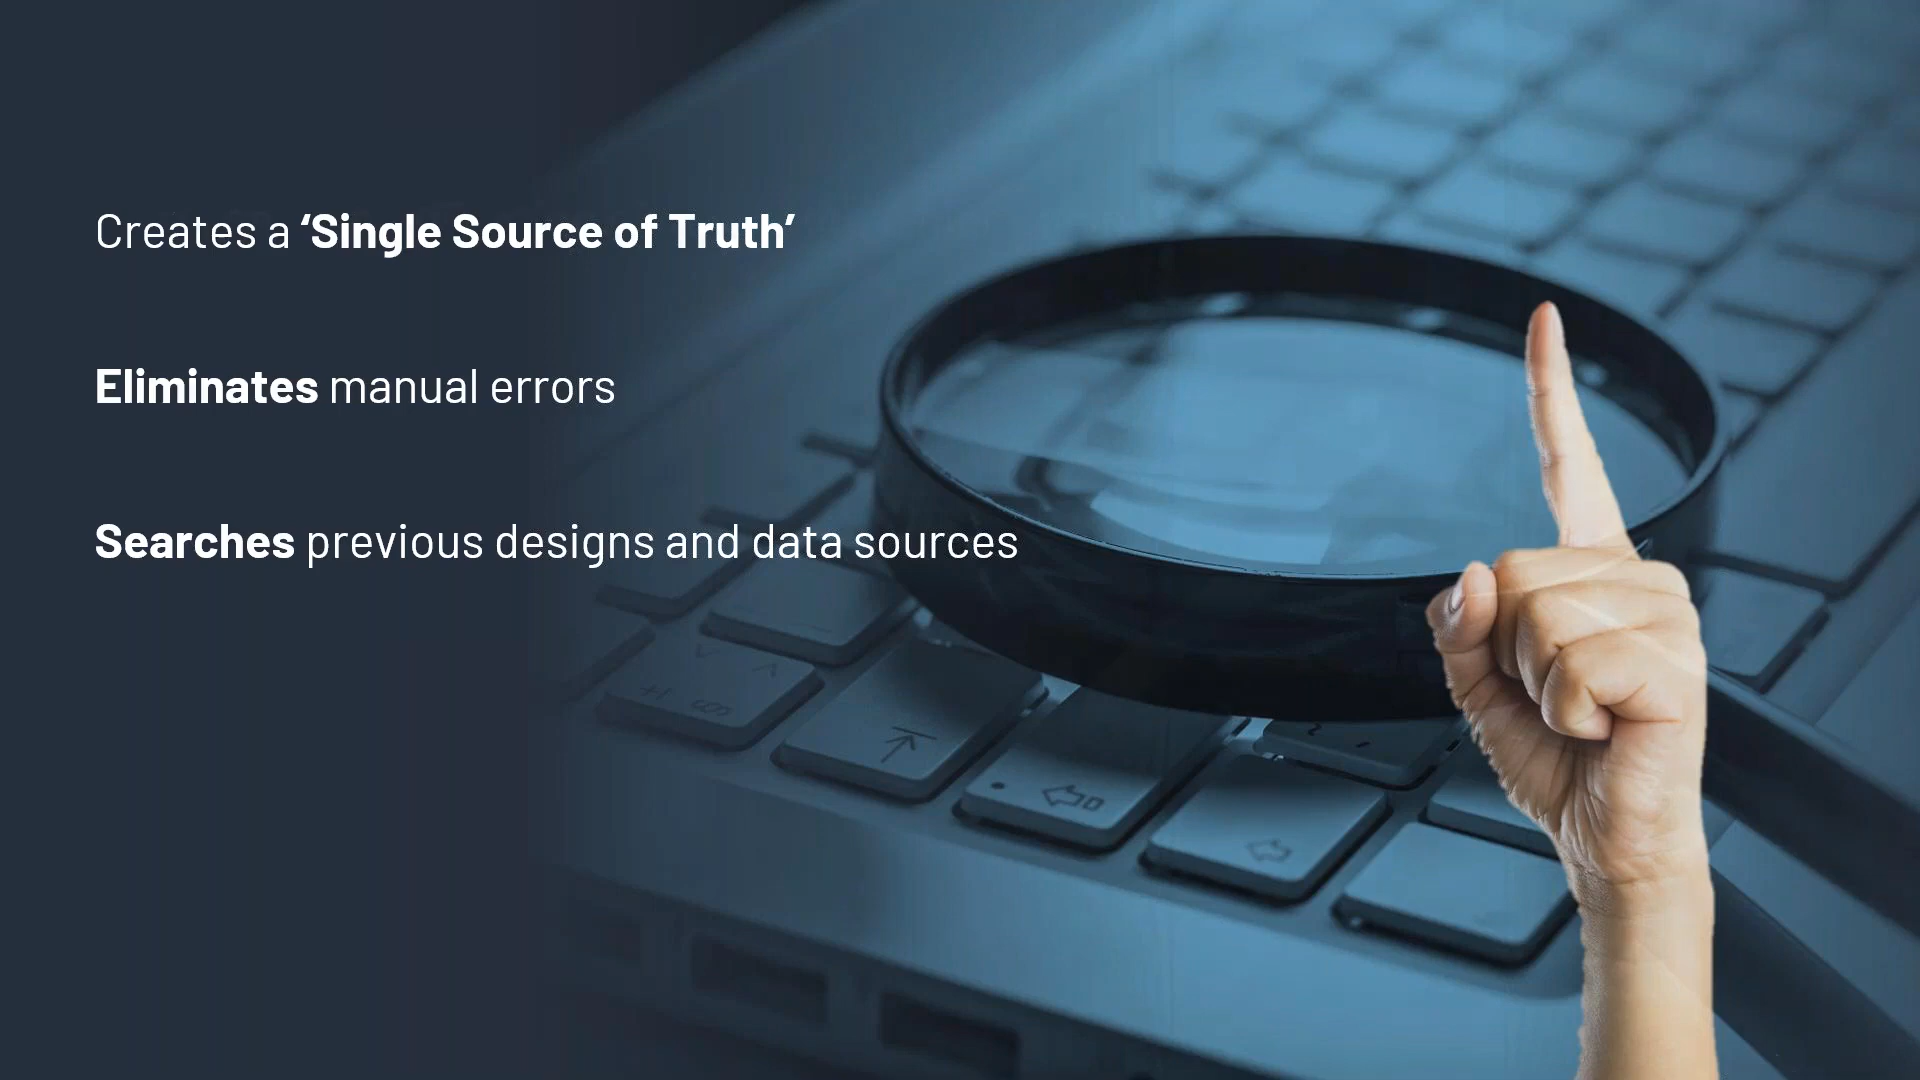 Creates a ‘Single Source of Truth’
Eliminates manual errors
Searches previous designs and data sources